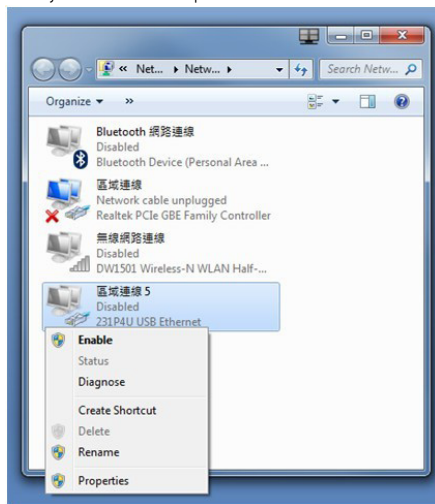 Net...
Netw...
Search Netw...
Organize
»
Bluetooth 網路連線
Disabled
Bluetooth Device (Personal Area ...
區域連線
Network cable unplugged
Realtek PCIe GBE Family Controller
無線網路連線
Disabled
DW1501 Wireless-N WLAN Half-...
區域連線 5
Disabled
231P4U USB Ethernet
Enable
Status
Diagnose
Create Shortcut
Delete
Rename
Properties